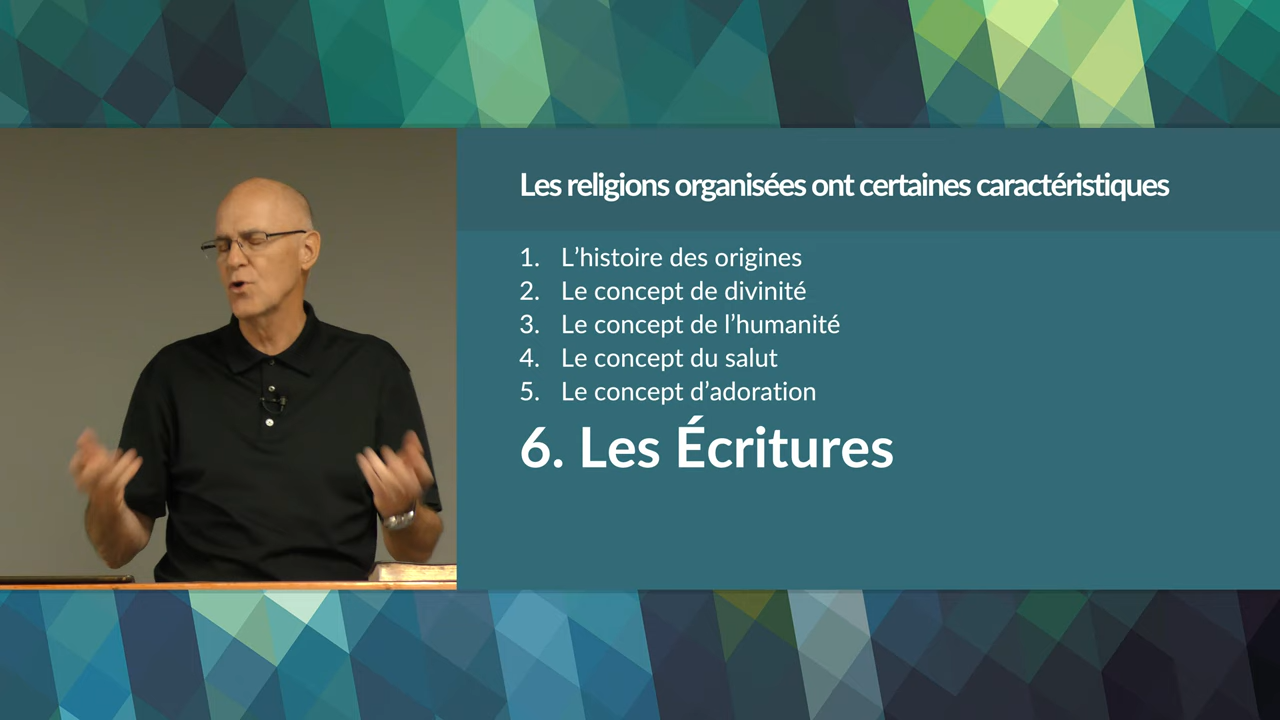 Les religions organisées ont certaines caractéristiques
1. L’histoire des origines
2. Le concept de divinité
3. Le concept de l’humanité
4. Le concept du salut
5. Le concept d’adoration
6. Les Écritures